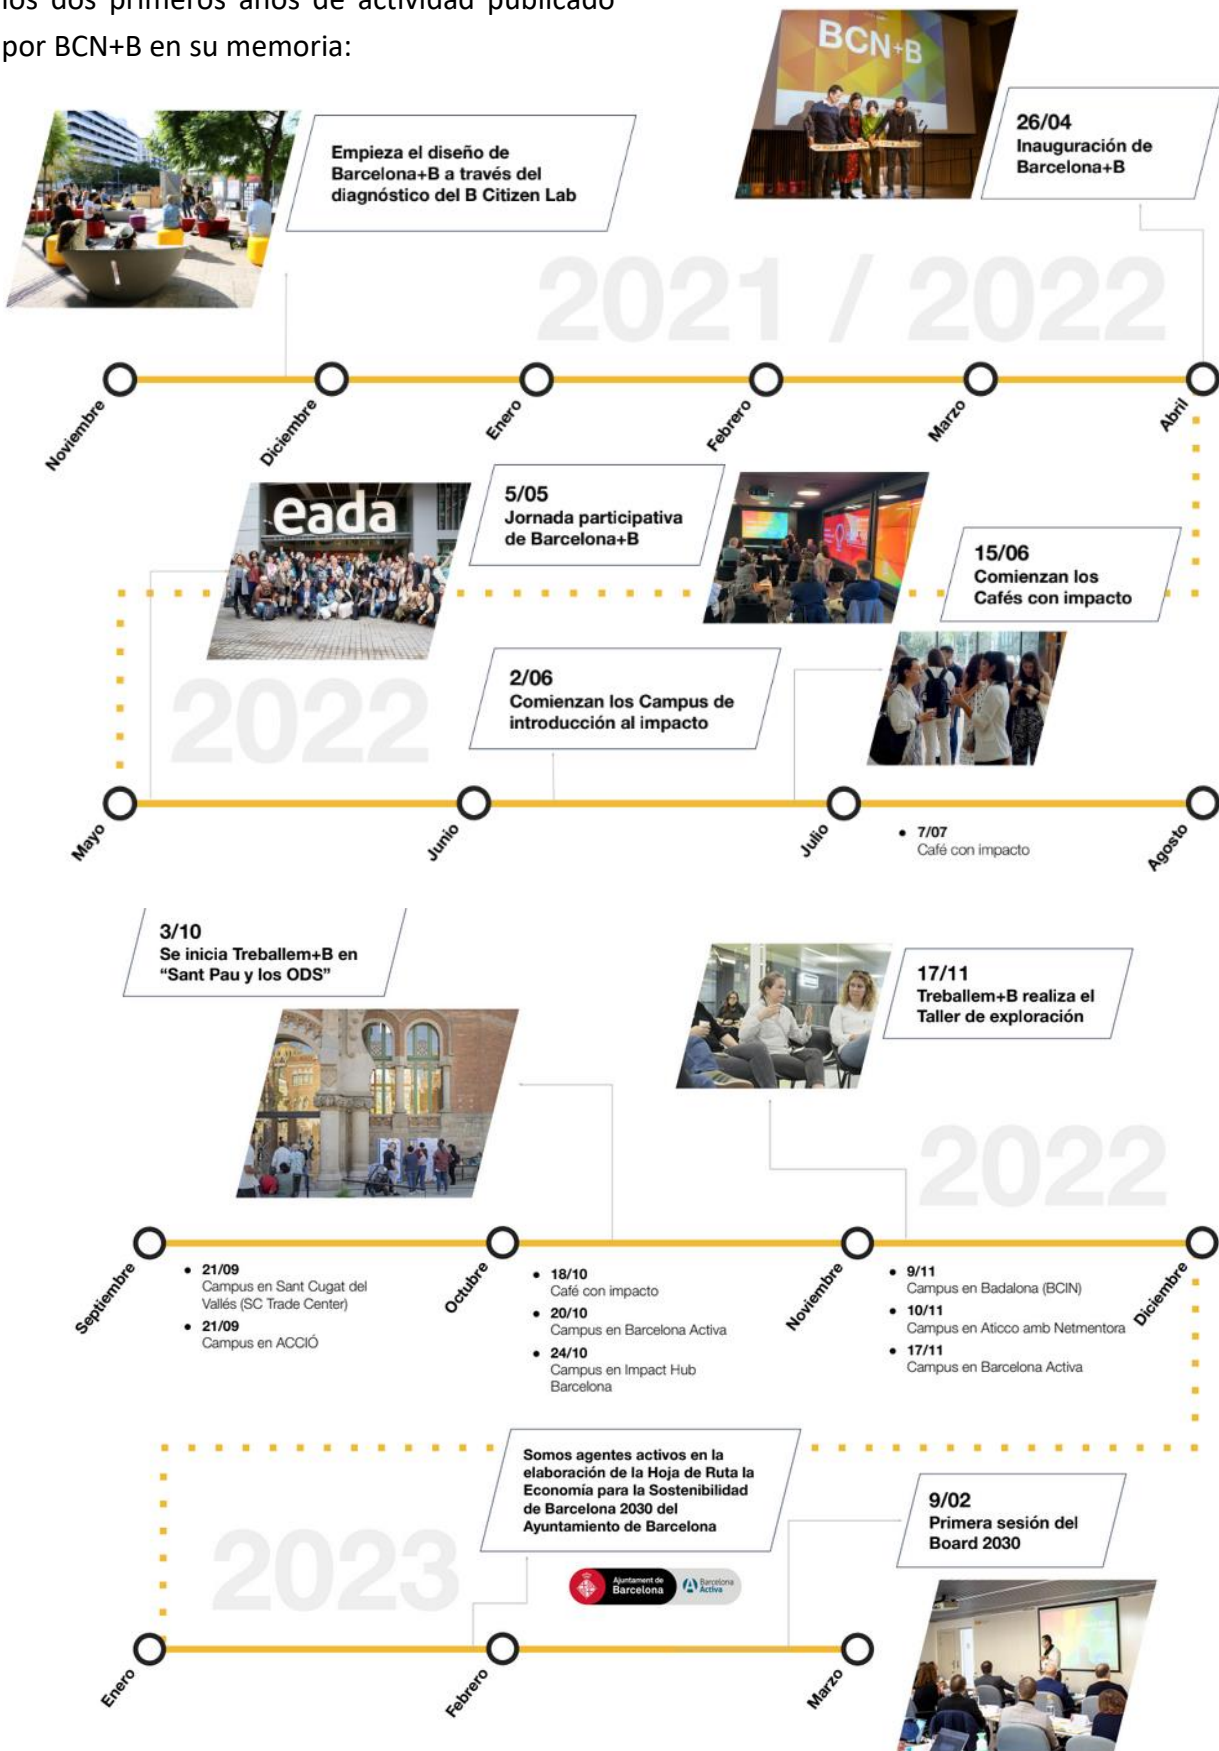 los dos primeros años de actividad publicado
por BCN+B en su memoria:
BCN+B
Empieza el diseño de
Barcelona+B a través del
diagnóstico del B Citizen Lab
26/04
Inauguración de
Barcelona+B
2021 / 2022
Noviembre
Diciembre
Enero
Febrero
Marzo
Abril
eada
5/05
Jornada participativa
de Barcelona+B
15/06
Comienzan los
Cafés con impacto
2022
2/06
Comienzan los Campus de
introducción al impacto
Mayo
Junio
Julio
Agosto
7/07
Café con impacto
3/10
Se inicia Treballem+B en
“Sant Pau y los ODS”
17/11
Treballem+B realiza el
Taller de exploración
2022
Septiembre
Octubre
Noviembre
Diciembre
21/09
Campus en Sant Cugat del
Vallés (SC Trade Center)
21/09
Campus en ACCIÓ
18/10
Café con impacto
20/10
Campus en Barcelona Activa
24/10
Campus en Impact Hub
Barcelona
9/11
Campus en Badalona (BCIN)
10/11
Campus en Aticco amb Netmentora
17/11
Campus en Barcelona Activa
Somos agentes activos en la
elaboración de la Hoja de Ruta la
Economía para la Sostenibilidad
de Barcelona 2030 del
Ayuntamiento de Barcelona
9/02
Primera sesión del
Board 2030
2023
Ajuntament de
Barcelona
Barcelona
Activa
Enero
Febrero
Marzo